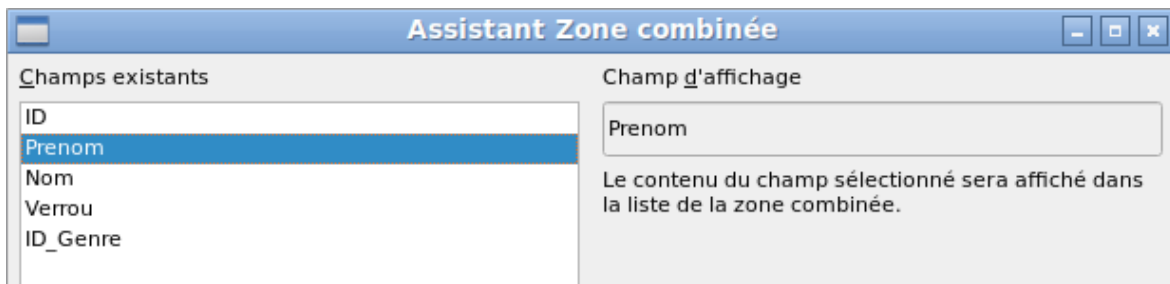 Assistant Zone combinée
Champs existants
ID
Prenom
Nom
Verrou
ID_Genre
Champ d'affichage
Prenom
Le contenu du champ sélectionné sera affiché dans
la liste de la zone combinée.